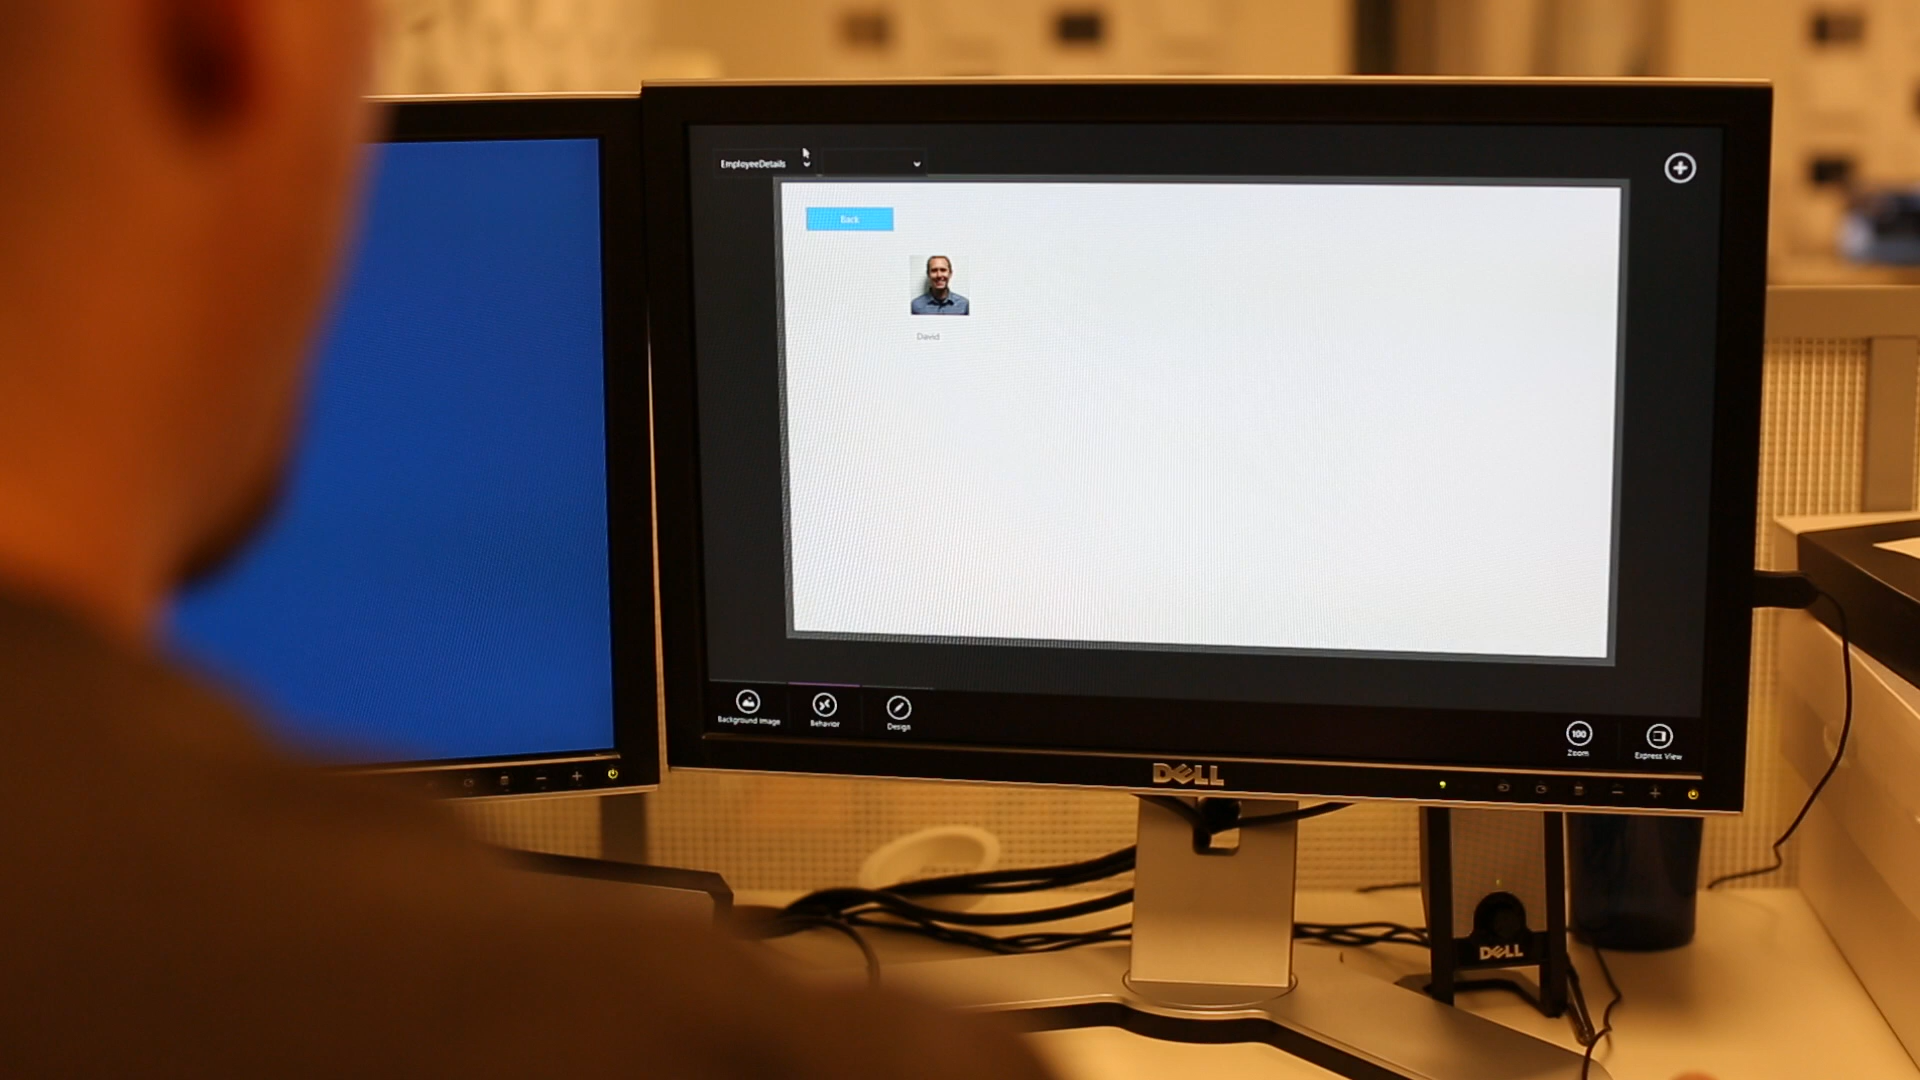 EmployeeDetails
Back
David
Background Image
Behavior
Design
100
Zoom
Express View
DELL
DELL